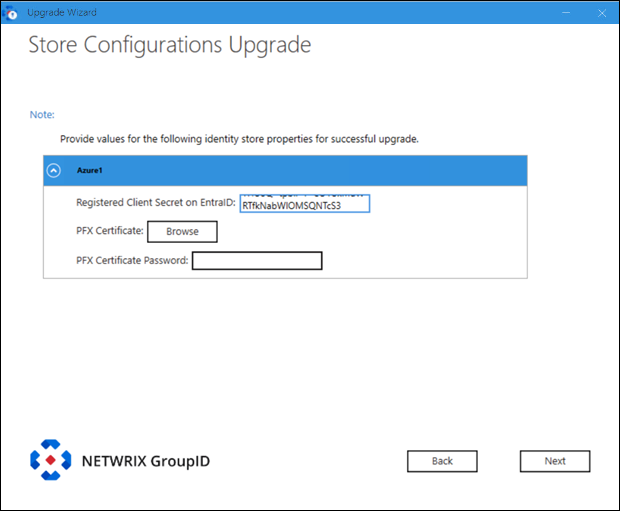 Upgrade Wizard
Store Configurations Upgrade
Note:
Provide values for the following identity store properties for successful upgrade.
Azure1
Registered Client Secret on EntraID:
RTfkNabWIOMSQNTcS3
PFX Certificate: Browse
PFX Certificate Password:
NETWRIX GroupID
Back Next